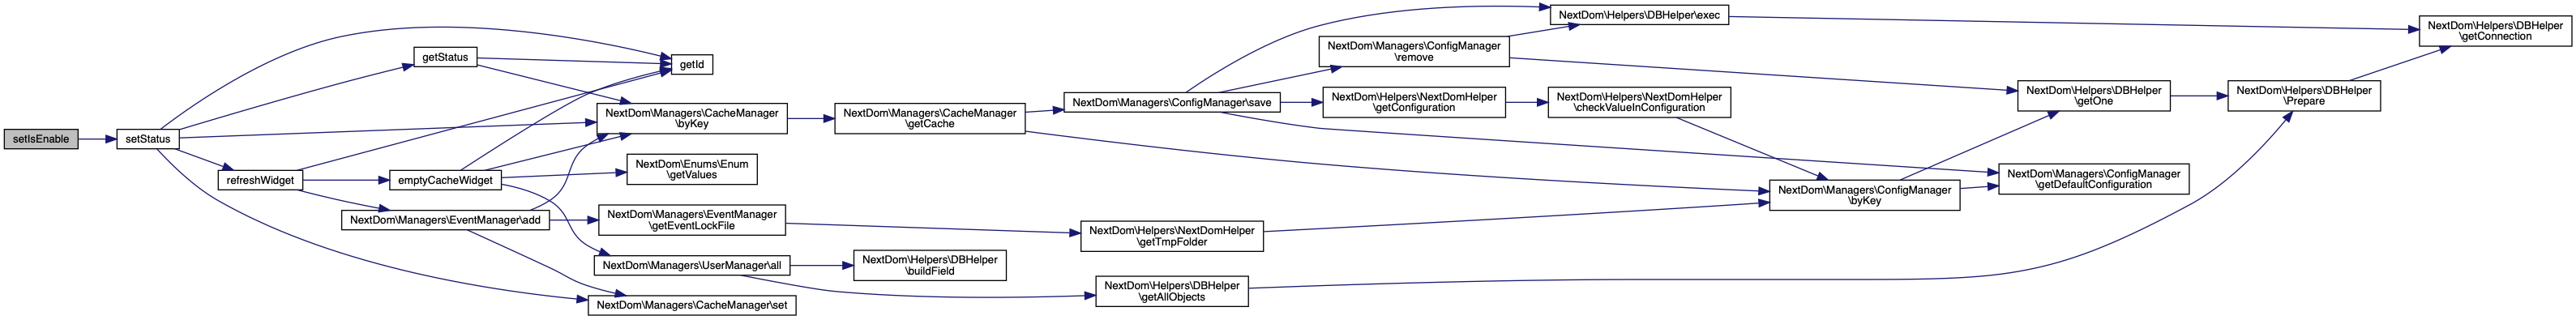 setIsEnable
setStatus
getStatus
refreshWidget
getId
emptyCacheWidget
NextDom\Managers\EventManager\add
NextDom\Managers\CacheManager
\byKey
NextDom\Enums\Enum
\getValues
NextDom\Managers\EventManager
\getEventLockFile
NextDom\Managers\UserManager\all
NextDom\Managers\CacheManager\set
NextDom\Managers\CacheManager
\getCache
NextDom\Helpers\DBHelper
\buildField
NextDom\Managers\ConfigManager\save
NextDom\Helpers\NextDomHelper
\getTmpFolder
NextDom\Helpers\DBHelper
\getAllObjects
NextDom\Managers\ConfigManager
\remove
NextDom\Helpers\NextDomHelper
\getConfiguration
NextDom\Helpers\DBHelper\exec
NextDom\Helpers\NextDomHelper
\checkValueInConfiguration
NextDom\Managers\ConfigManager
\byKey
NextDom\Helpers\DBHelper
\getOne
NextDom\Managers\ConfigManager
\getDefaultConfiguration
NextDom\Helpers\DBHelper
\Prepare
NextDom\Helpers\DBHelper
\getConnection